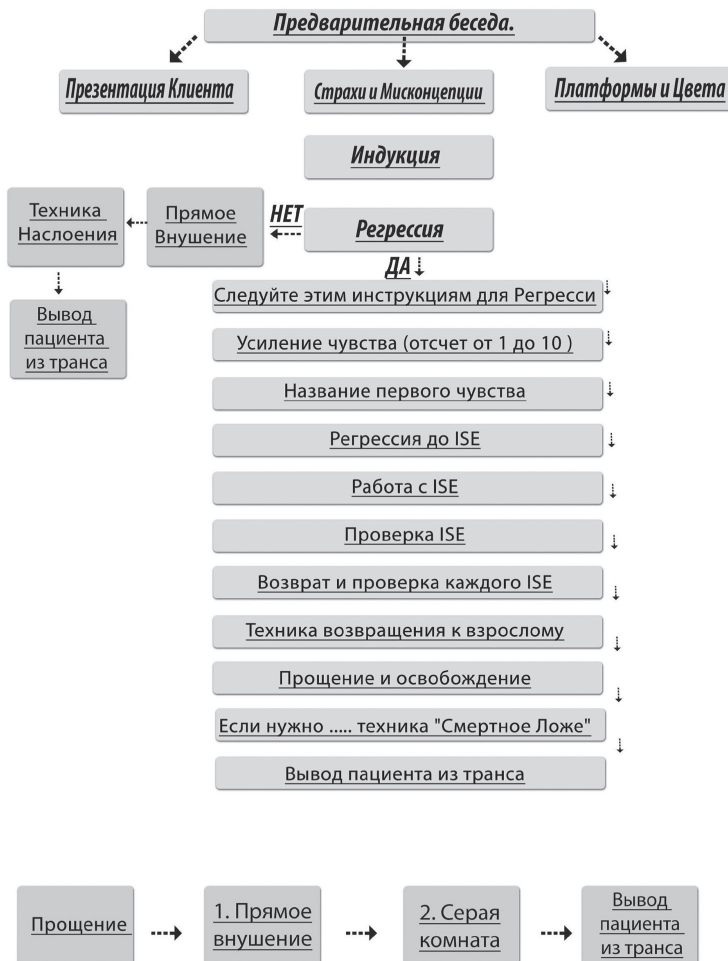 Предварительная беседа.
Презентация Клиента
Страхи и Мисконцепции
Платформы и Цвета
Индукция
Техника
Наслоения
Прямое
Внушение
НЕТ
Регрессия
ДА
Следуйте этим инструкциям для Регресси
Вывод
пациента
из транса
Усиление чувства (отсчет от 1 до 10 )
Название первого чувства
Регрессия до ISE
Работа с ISE
Проверка ISE
Возврат и проверка каждого ISE
Техника возвращения к взрослому
Прощение и освобождение
Если нужно ..... техника "Смертное Ложе"
Вывод пациента из транса
Прощение
1. Прямое
внушение
2. Серая
комната
Вывод
пациента
из транса